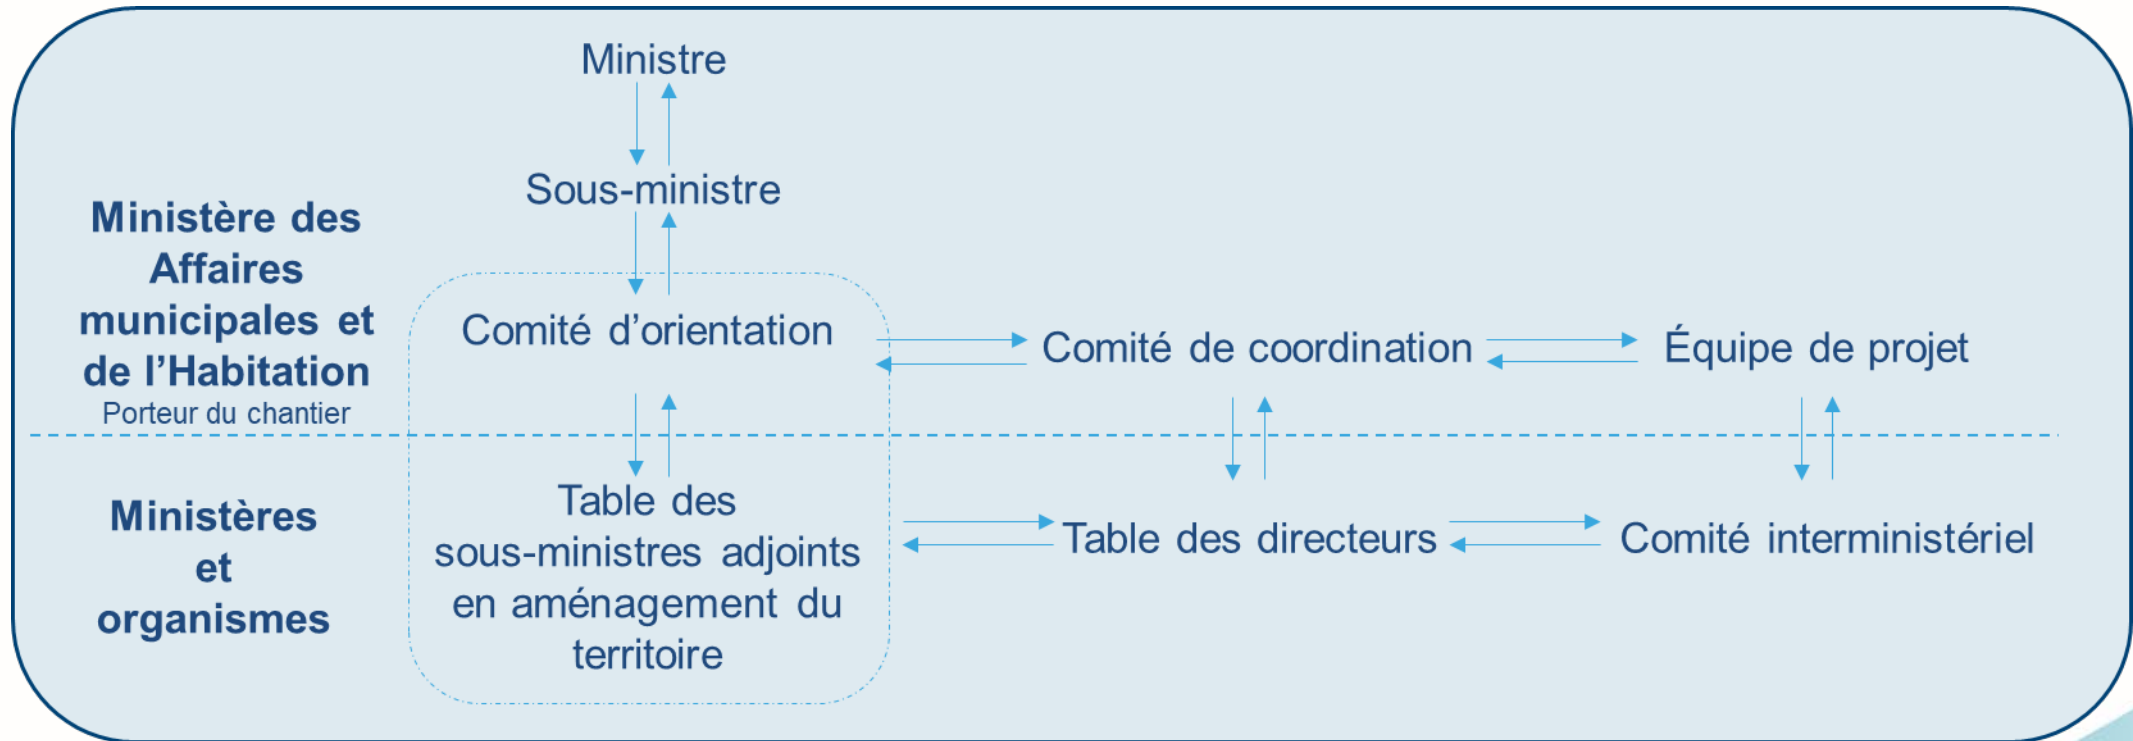 Ministre
Sous-ministre
Ministère des
Affaires
municipales et
de l’Habitation
Porteur du chantier
Comité d’orientation
Comité de coordination
Équipe de projet
Ministères
et
organismes
Table des
sous-ministres adjoints
en aménagement du
territoire
Table des directeurs
Comité interministériel